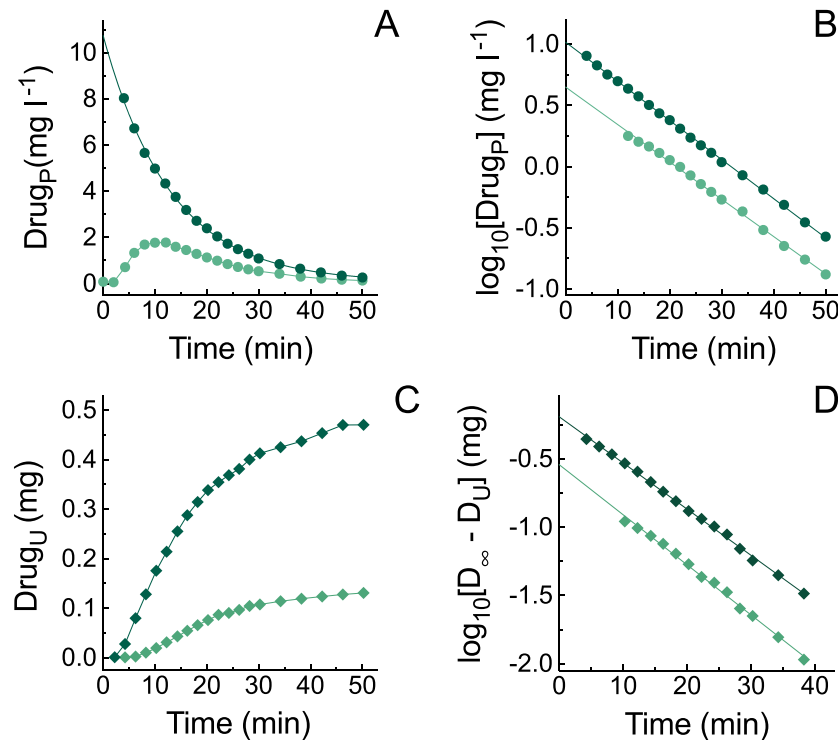 A
Drug_P(mg l⁻¹)
10
8
6
4
2
0
0 10 20 30 40 50
Time (min)
B
log₁₀[Drug_P] (mg l⁻¹)
1.0
0.5
0.0
-0.5
-1.0
0 10 20 30 40 50
Time (min)
C
Drug_U (mg)
0.5
0.4
0.3
0.2
0.1
0.0
0 10 20 30 40 50
Time (min)
D
log₁₀[D_∞ - D_U] (mg)
-0.5
-1.0
-1.5
-2.0
0 10 20 30 40
Time (min)